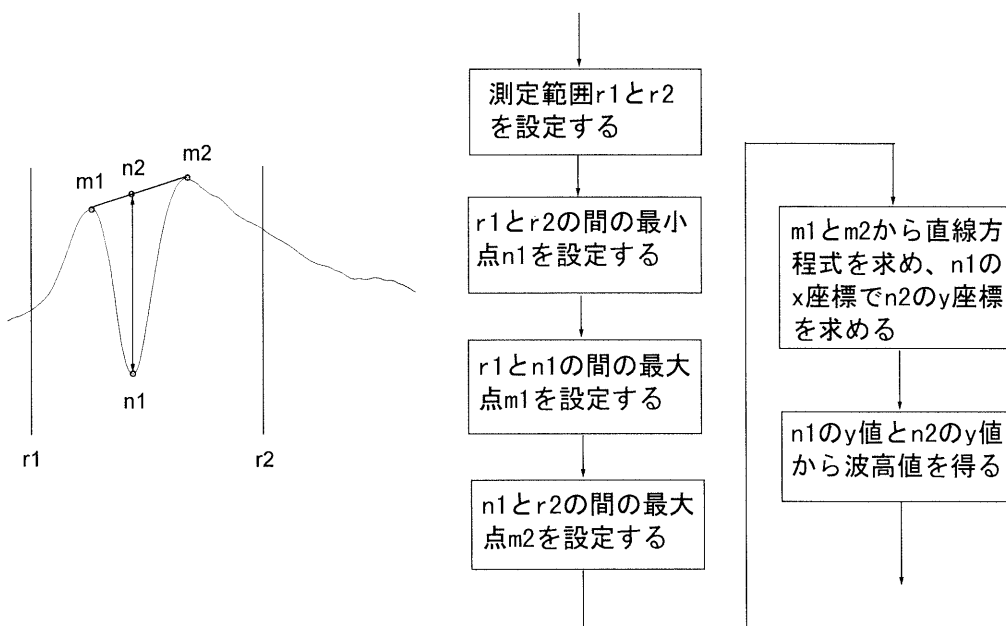 m1
n2
m2
n1
r1
r2
測定範囲r1とr2
を設定する
r1とr2の間の最小
点n1を設定する
r1とn1の間の最大
点m1を設定する
n1とr2の間の最大
点m2を設定する
m1とm2から直線方
程式を求め、n1の
x座標でn2のy座標
を求める
n1のy値とn2のy値
から波高値を得る